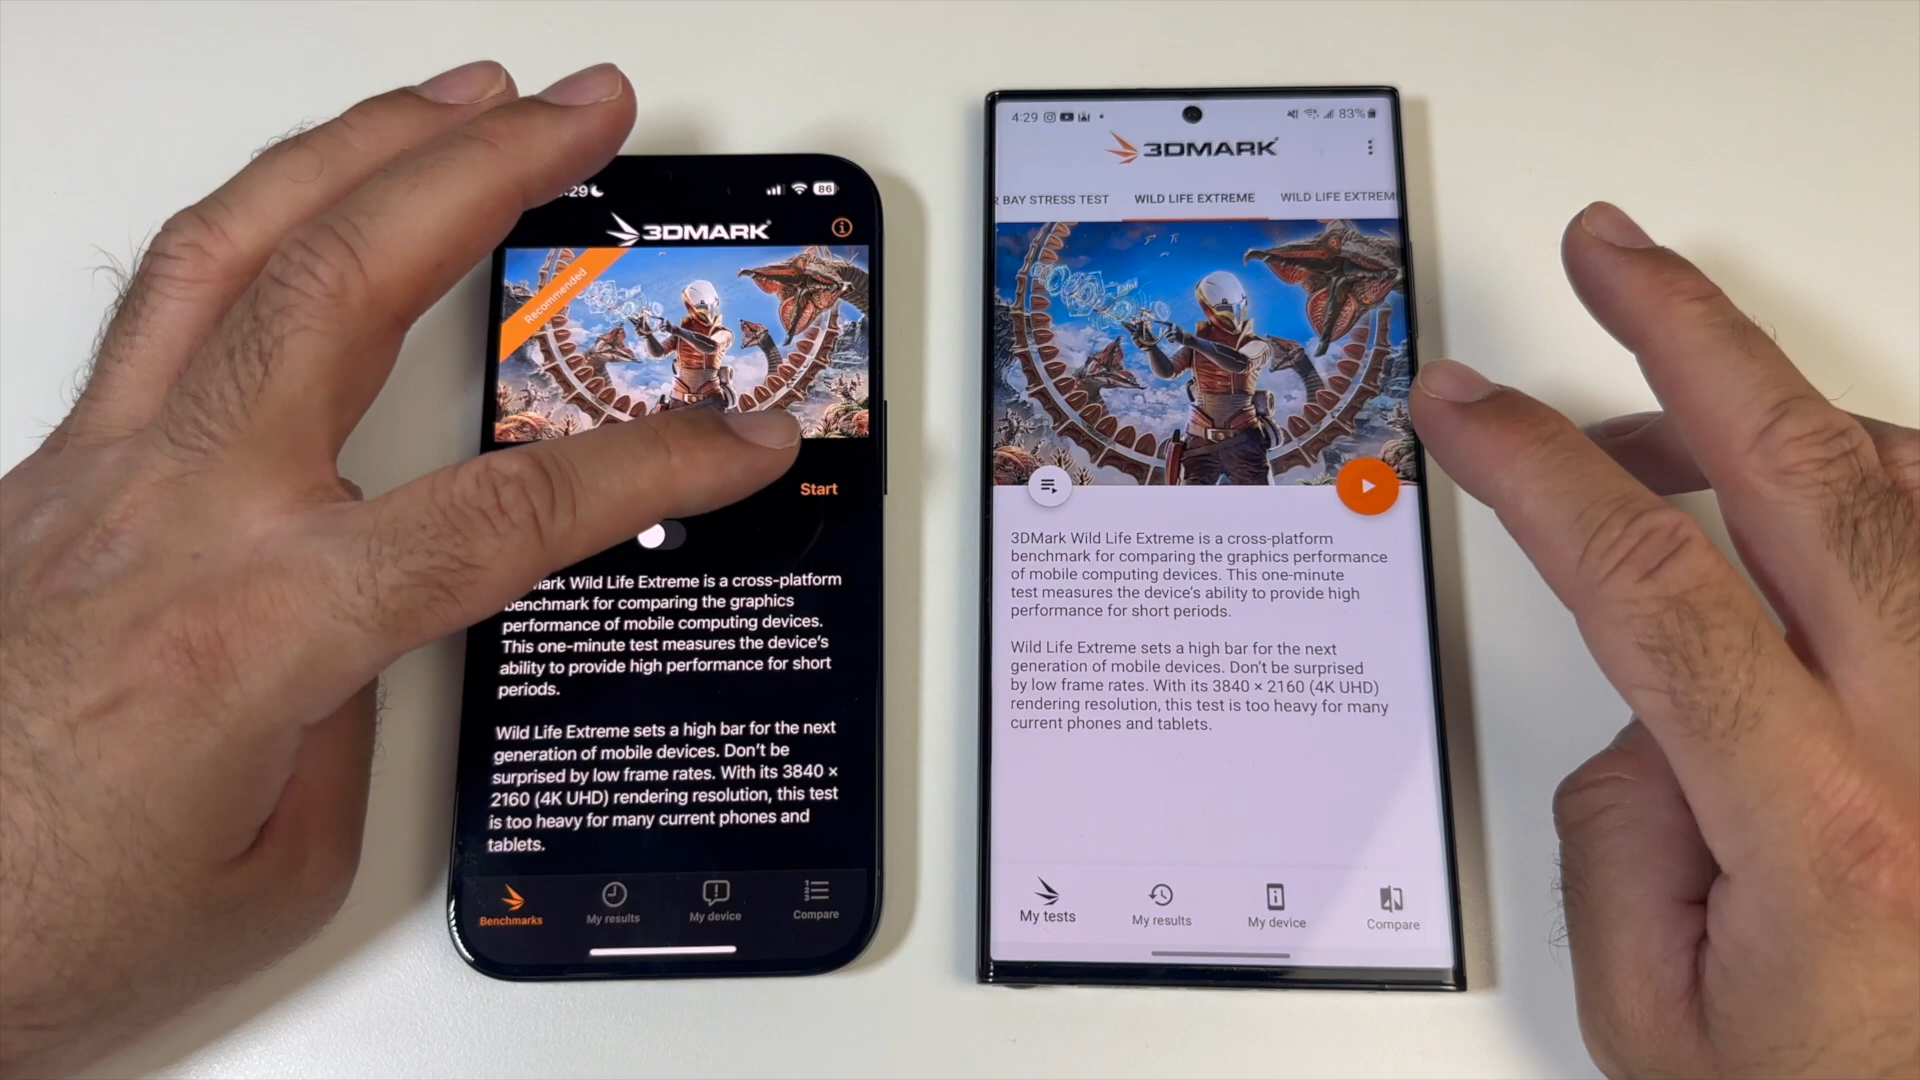 :29
86
3DMARK
Recommended
Start
Mark Wild Life Extreme is a cross-platform
benchmark for comparing the graphics
performance of mobile computing devices.
This one-minute test measures the device's
ability to provide high performance for short
periods.
Wild Life Extreme sets a high bar for the next
generation of mobile devices. Don't be
surprised by low frame rates. With its 3840 ×
2160 (4K UHD) rendering resolution, this test
is too heavy for many current phones and
tablets.
Benchmarks
My results
My device
Compare
4:29
83%
3DMARK
BAY STRESS TEST
WILD LIFE EXTREME
WILD LIFE EXTREM
3DMark Wild Life Extreme is a cross-platform
benchmark for comparing the graphics performance
of mobile computing devices. This one-minute
test measures the device's ability to provide high
performance for short periods.
Wild Life Extreme sets a high bar for the next
generation of mobile devices. Don't be surprised
by low frame rates. With its 3840 × 2160 (4K UHD)
rendering resolution, this test is too heavy for many
current phones and tablets.
My tests
My results
My device
Compare